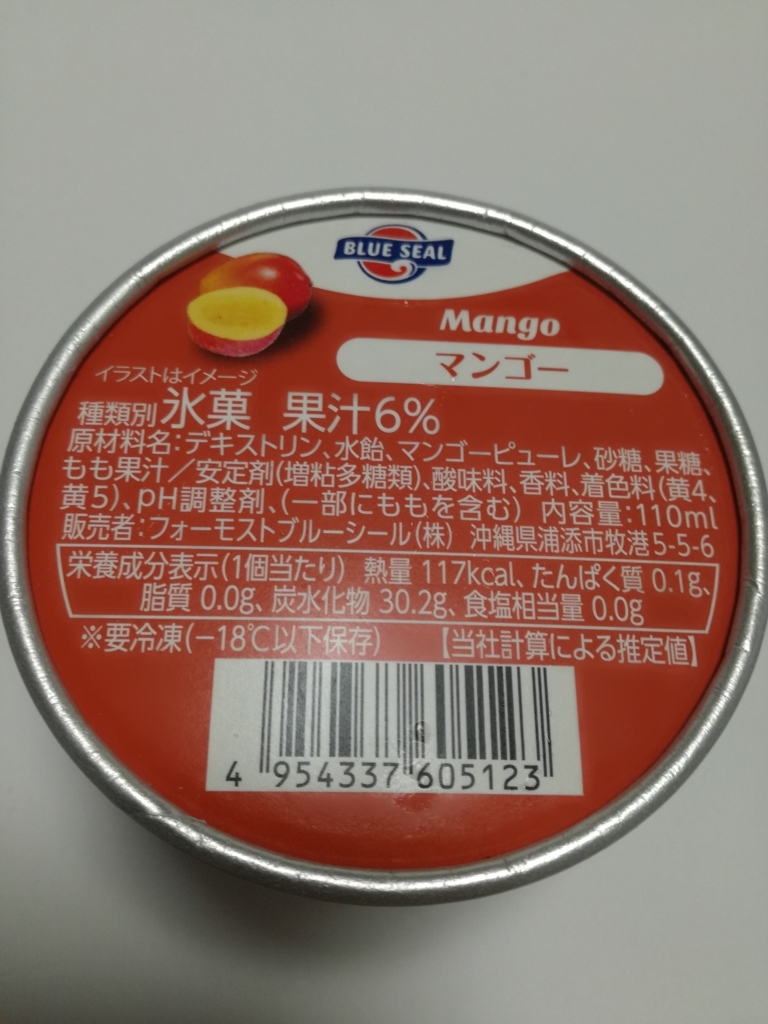 BLUE SEAL
Mango
マンゴー
イラストはイメージ
種類別 氷菓 果汁6%
原材料名:デキストリン、水飴、マンゴーピューレ、砂糖、果糖、
もも果汁/安定剤(増粘多糖類)、酸味料、香料、着色料(黄4、
黄5)、pH調整剤、(一部にももを含む) 内容量:110ml
販売者:フォーモストブルーシール(株) 沖縄県浦添市牧港5-5-6
栄養成分表示(1個当たり) 熱量 117kcal、たんぱく質 0.1g、
脂質 0.0g、炭水化物 30.2g、食塩相当量 0.0g
※要冷凍(-18℃以下保存) 【当社計算による推定値】
4 954337 605123